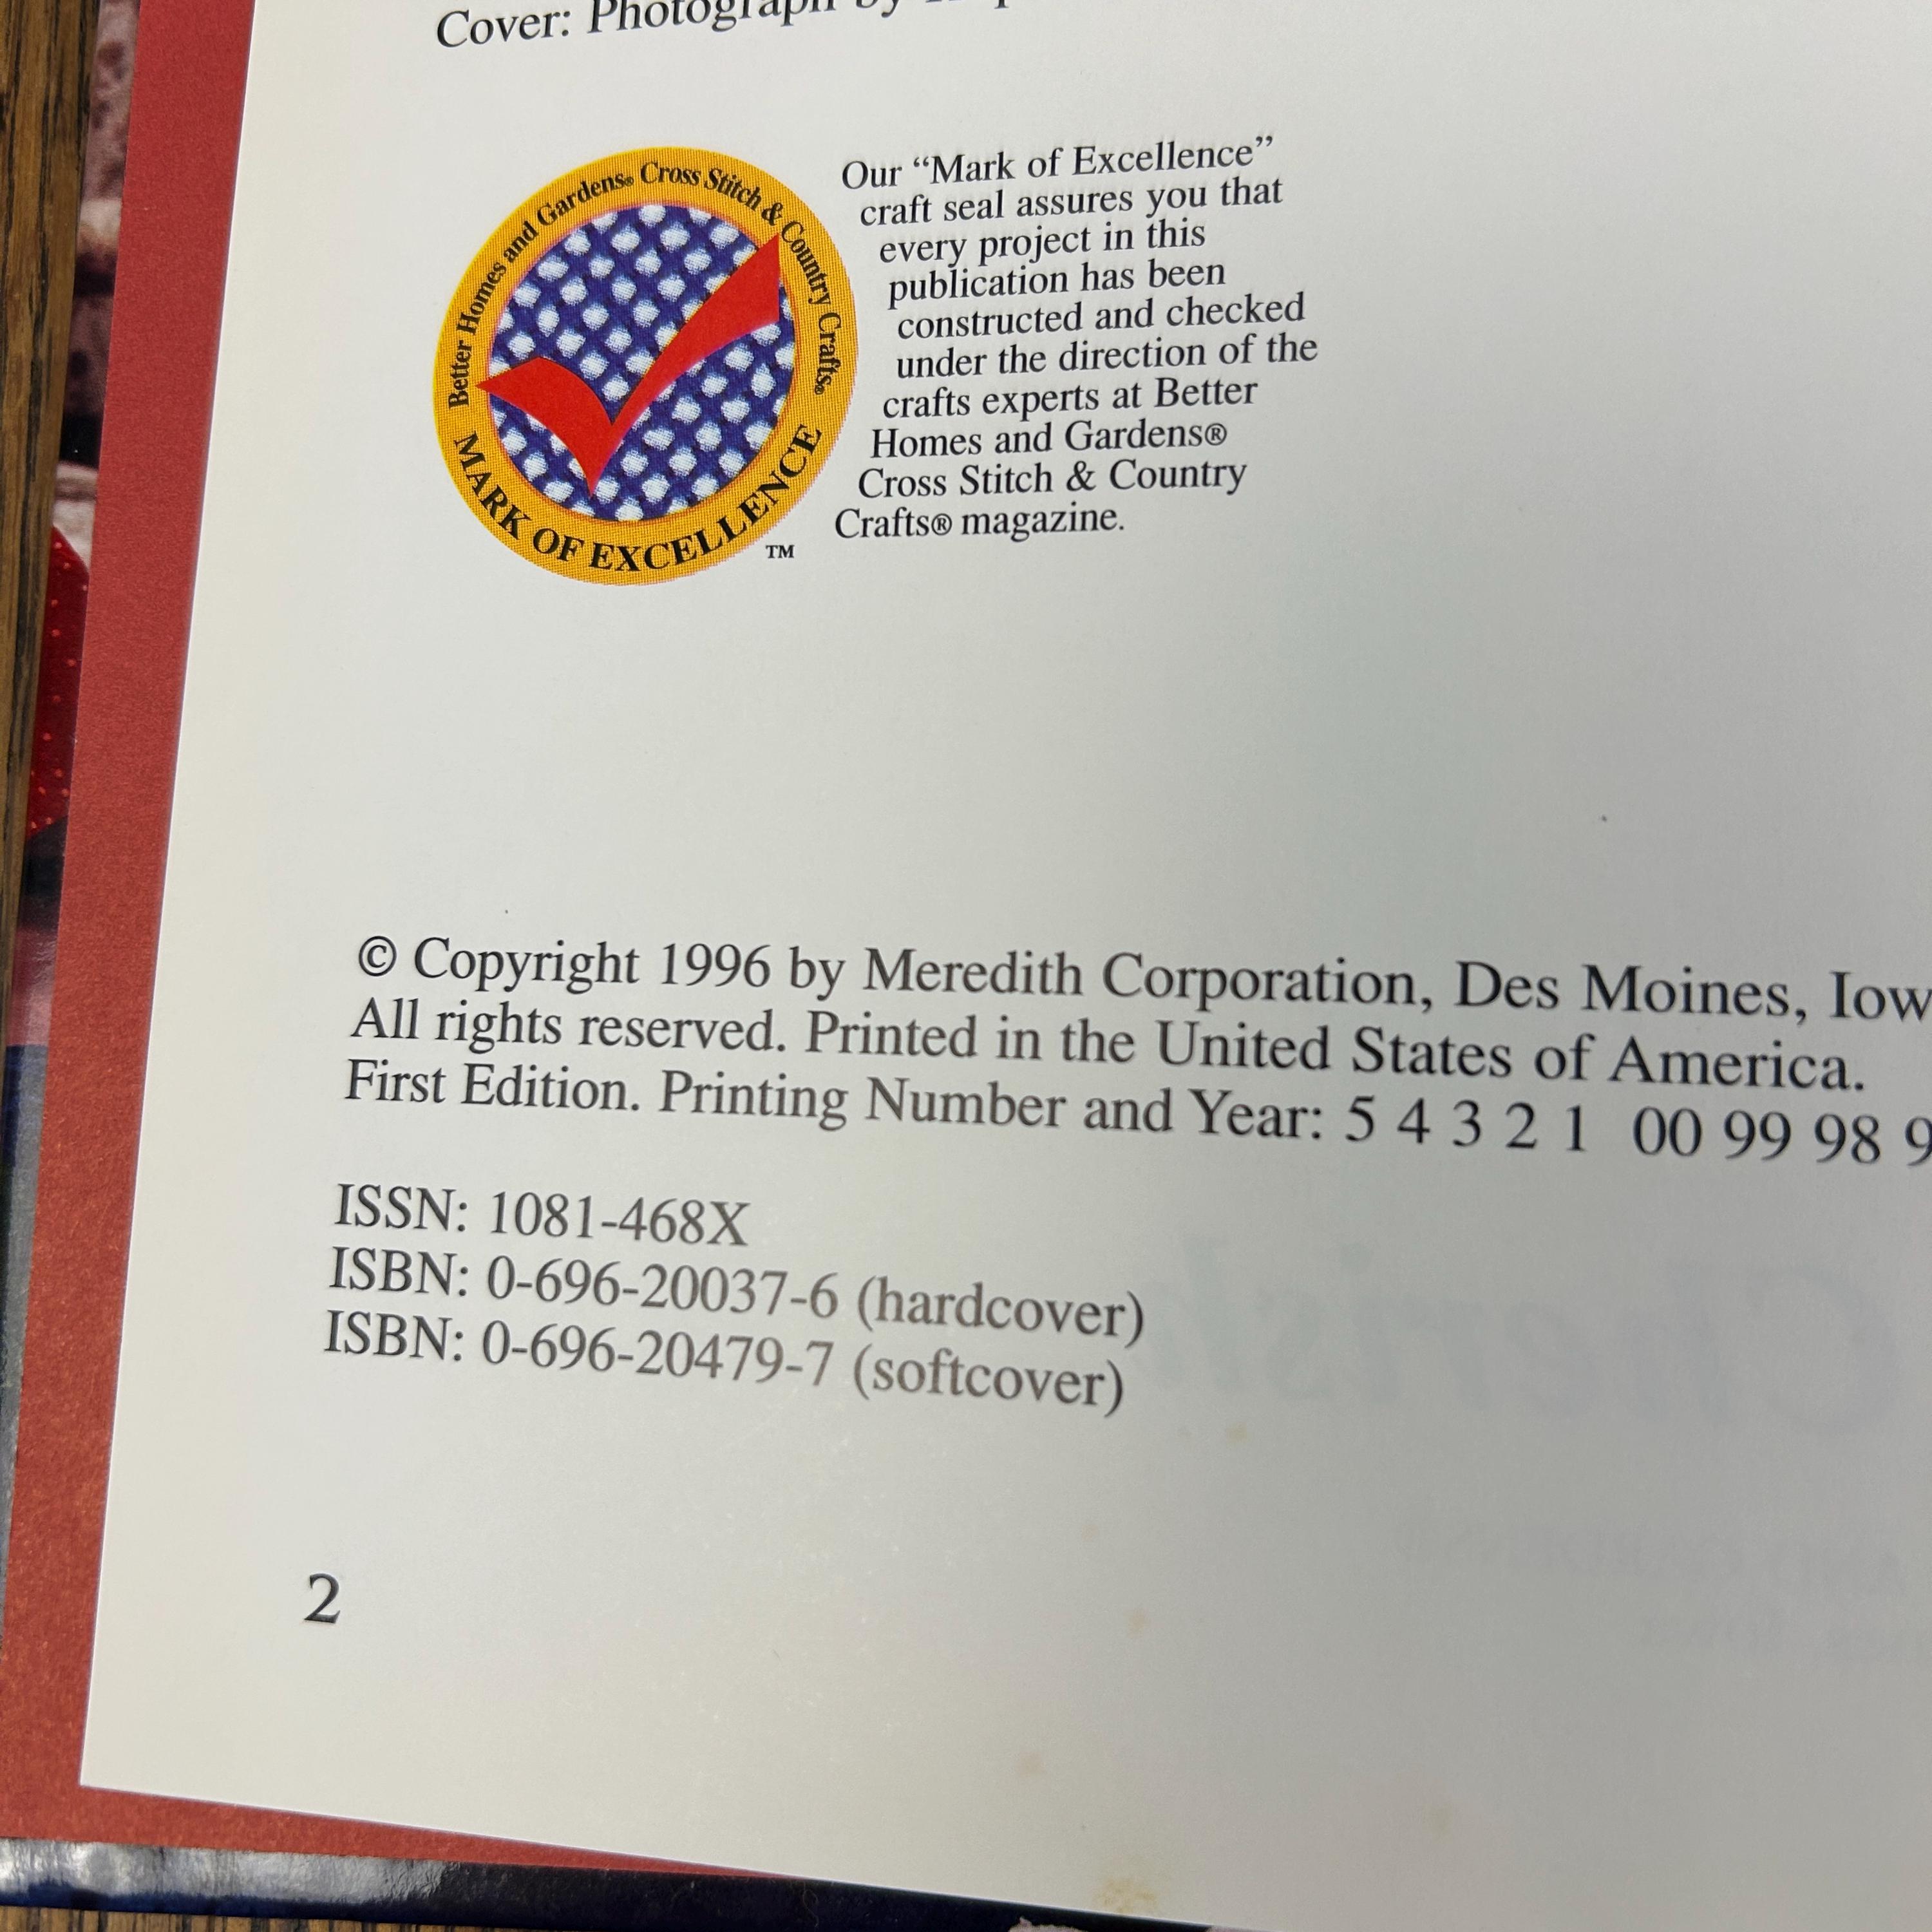 Cover: Photograph by
Better Homes and Gardens® Cross Stitch & Country Crafts®
MARK OF EXCELLENCE
TM
Our “Mark of Excellence”
craft seal assures you that
every project in this
publication has been
constructed and checked
under the direction of the
crafts experts at Better
Homes and Gardens®
Cross Stitch & Country
Crafts® magazine.
© Copyright 1996 by Meredith Corporation, Des Moines, Iow
All rights reserved. Printed in the United States of America.
First Edition. Printing Number and Year: 5 4 3 2 1 00 99 98 9
ISSN: 1081-468X
ISBN: 0-696-20037-6 (hardcover)
ISBN: 0-696-20479-7 (softcover)
2